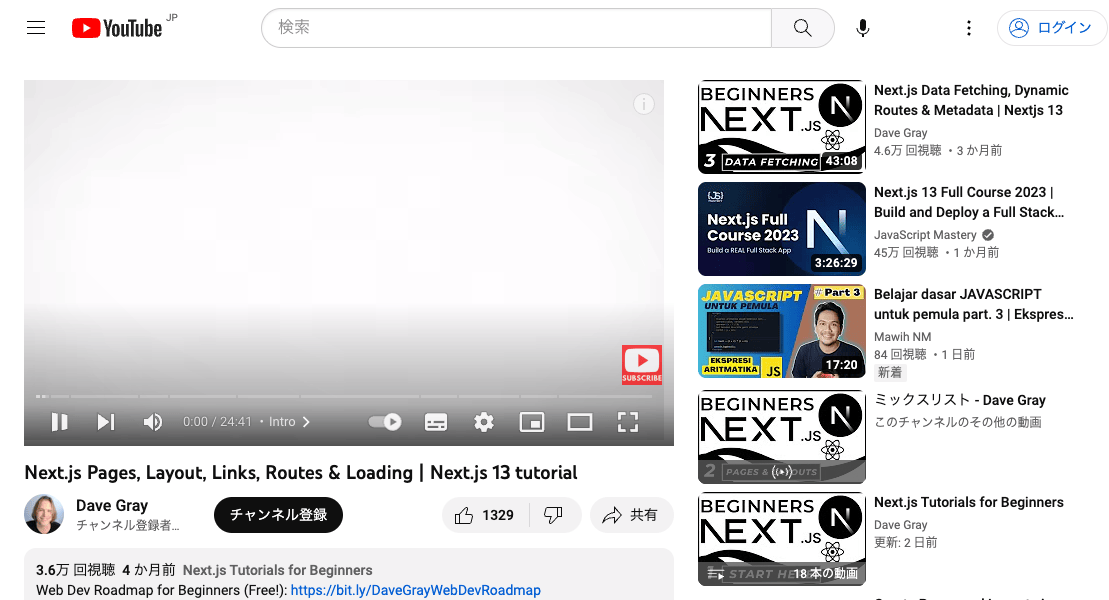 YouTube JP
検索
ログイン
SUBSCRIBE
0:00 / 24:41 • Intro
Next.js Pages, Layout, Links, Routes & Loading | Next.js 13 tutorial
Dave Gray
チャンネル登録者…
チャンネル登録
1329
共有
3.6万 回視聴 4 か月前 Next.js Tutorials for Beginners
Web Dev Roadmap for Beginners (Free!): https://bit.ly/DaveGrayWebDevRoadmap
BEGINNERS
NEXT.JS
3 DATA FETCHING
43:08
Next.js Data Fetching, Dynamic
Routes & Metadata | Nextjs 13
Dave Gray
4.6万 回視聴 ・3 か月前
Next.js Full
Course 2023
Build a REAL Full Stack App
3:26:29
Next.js 13 Full Course 2023 |
Build and Deploy a Full Stack…
JavaScript Mastery
45万 回視聴 ・1 か月前
JAVASCRIPT
UNTUK PEMULA
# Part 3
EKSPRESI
ARITMATIKA
JS
17:20
Belajar dasar JAVASCRIPT
untuk pemula part. 3 | Ekspres…
Mawih NM
84 回視聴 ・1 日前
新着
BEGINNERS
NEXT.JS
2 PAGES &
ミックスリスト - Dave Gray
このチャンネルのその他の動画
BEGINNERS
NEXT.JS
START
18 本の動画
Next.js Tutorials for Beginners
Dave Gray
更新: 2 日前